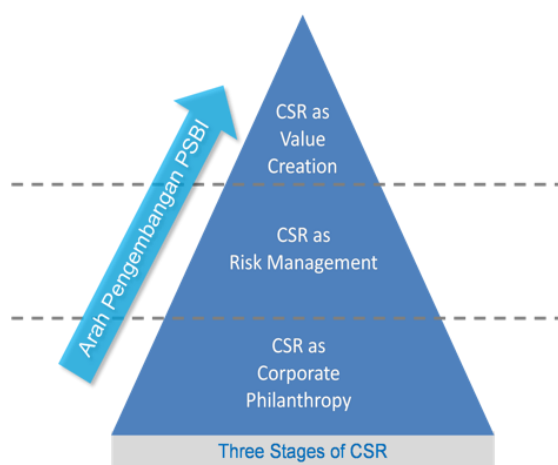 CSR as
Value
Creation
Arah Pengembangan PSBI
CSR as
Risk Management
CSR as
Corporate
Philanthropy
Three Stages of CSR